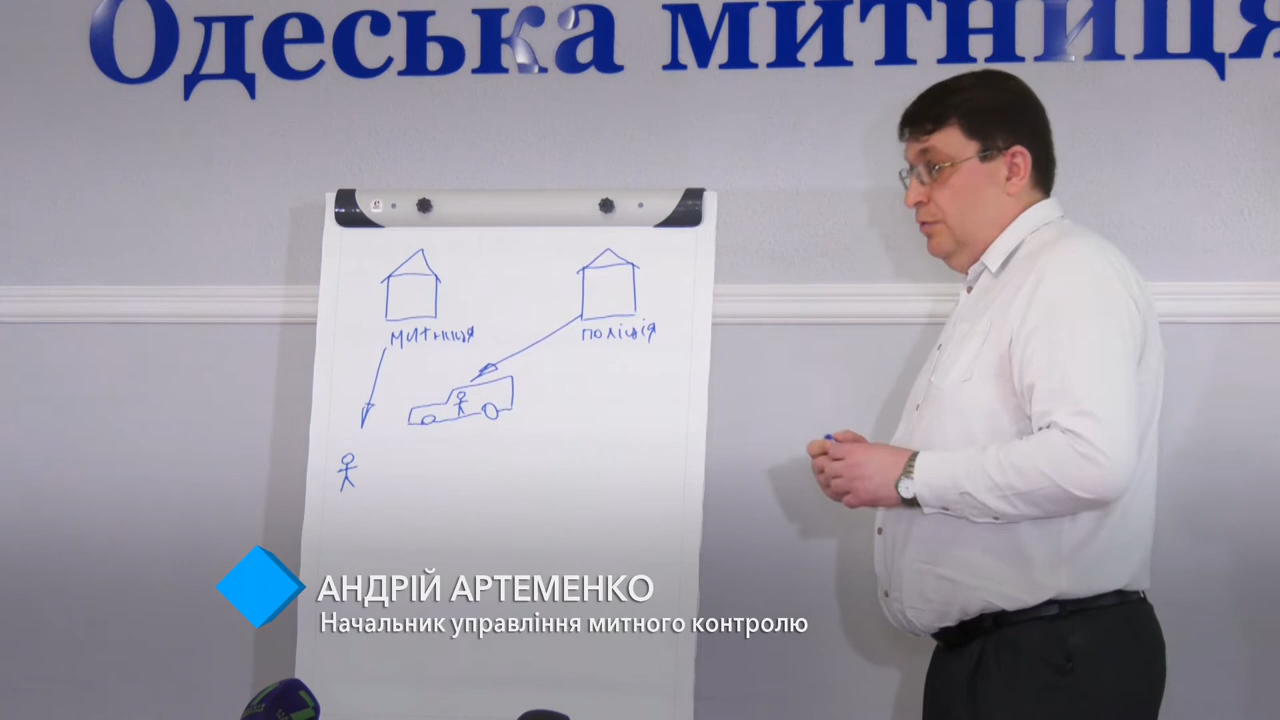 Одеська митниця
митниця
поліція
АНДРІЙ АРТЕМЕНКО
Начальник управління митного контролю